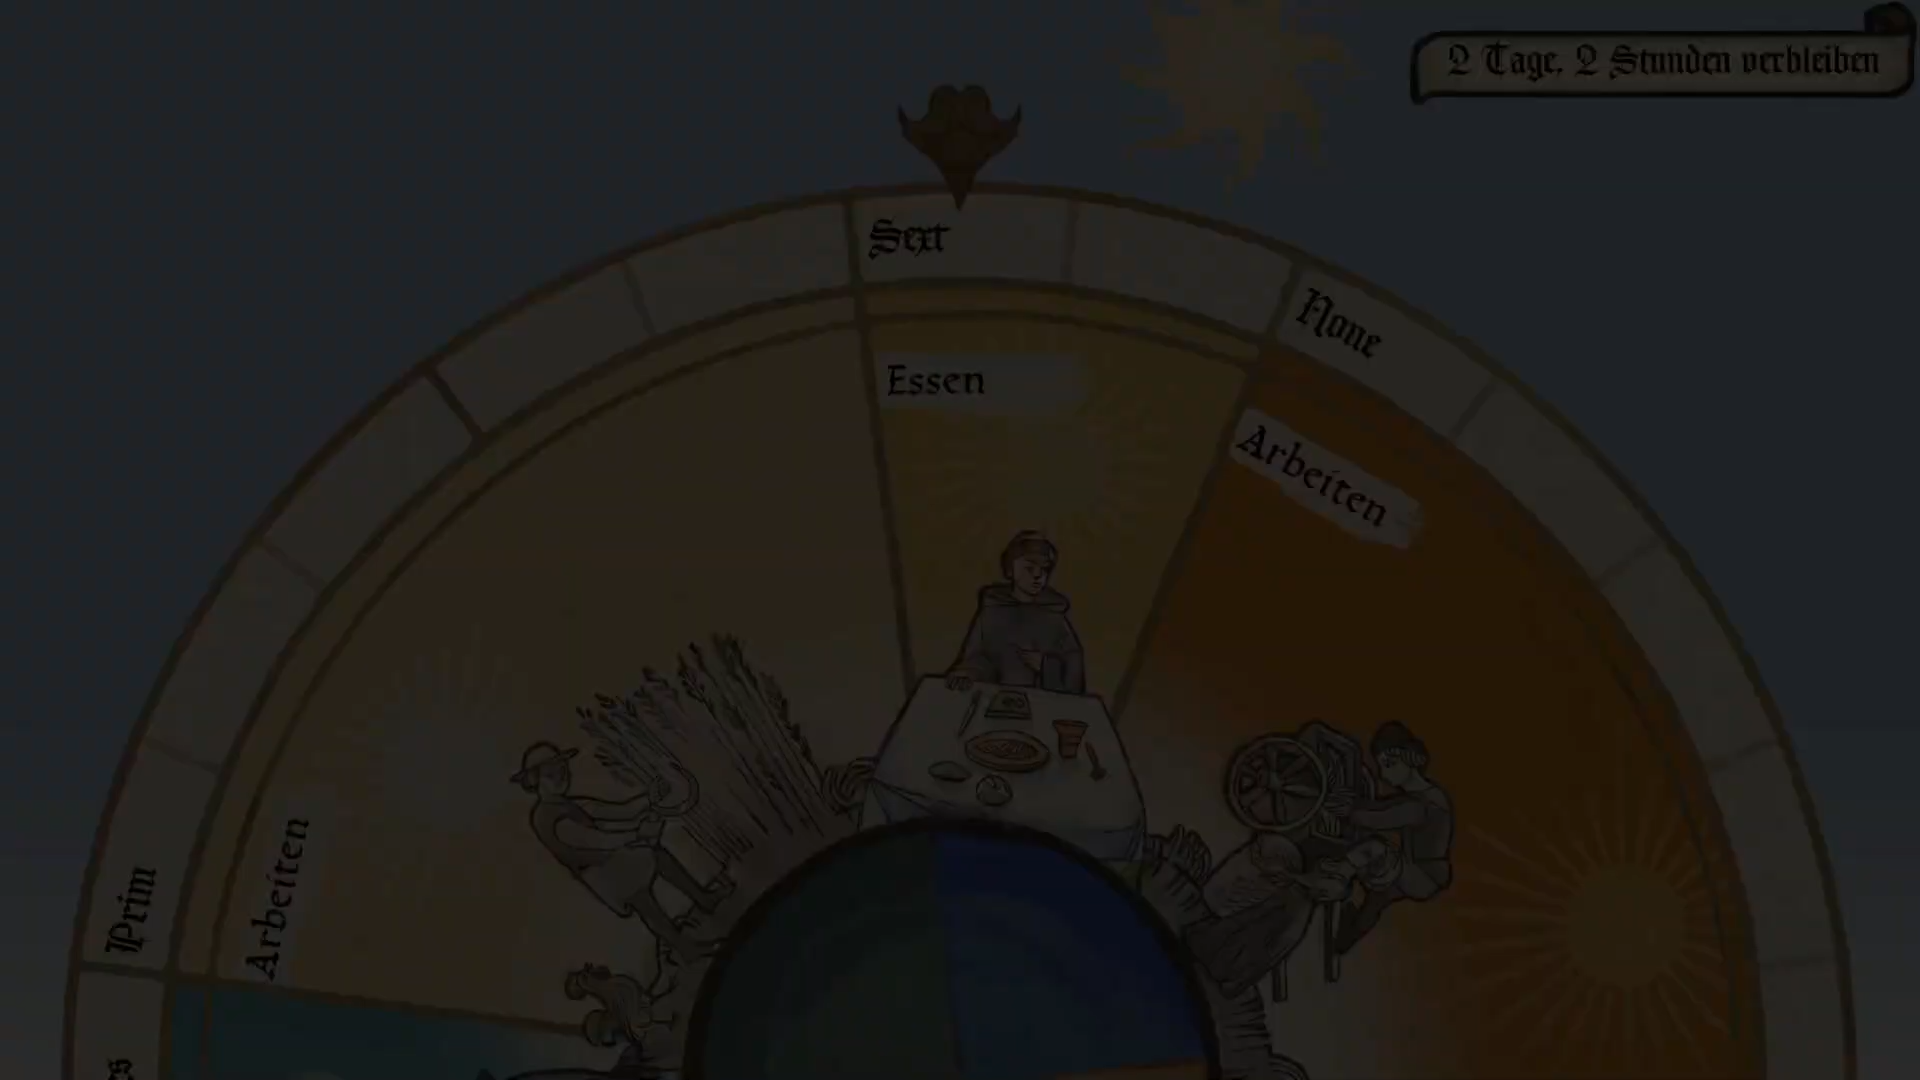 2 Tage, 2 Stunden verbleiben
Sext
None
Essen
Arbeiten
Prim
Arbeiten